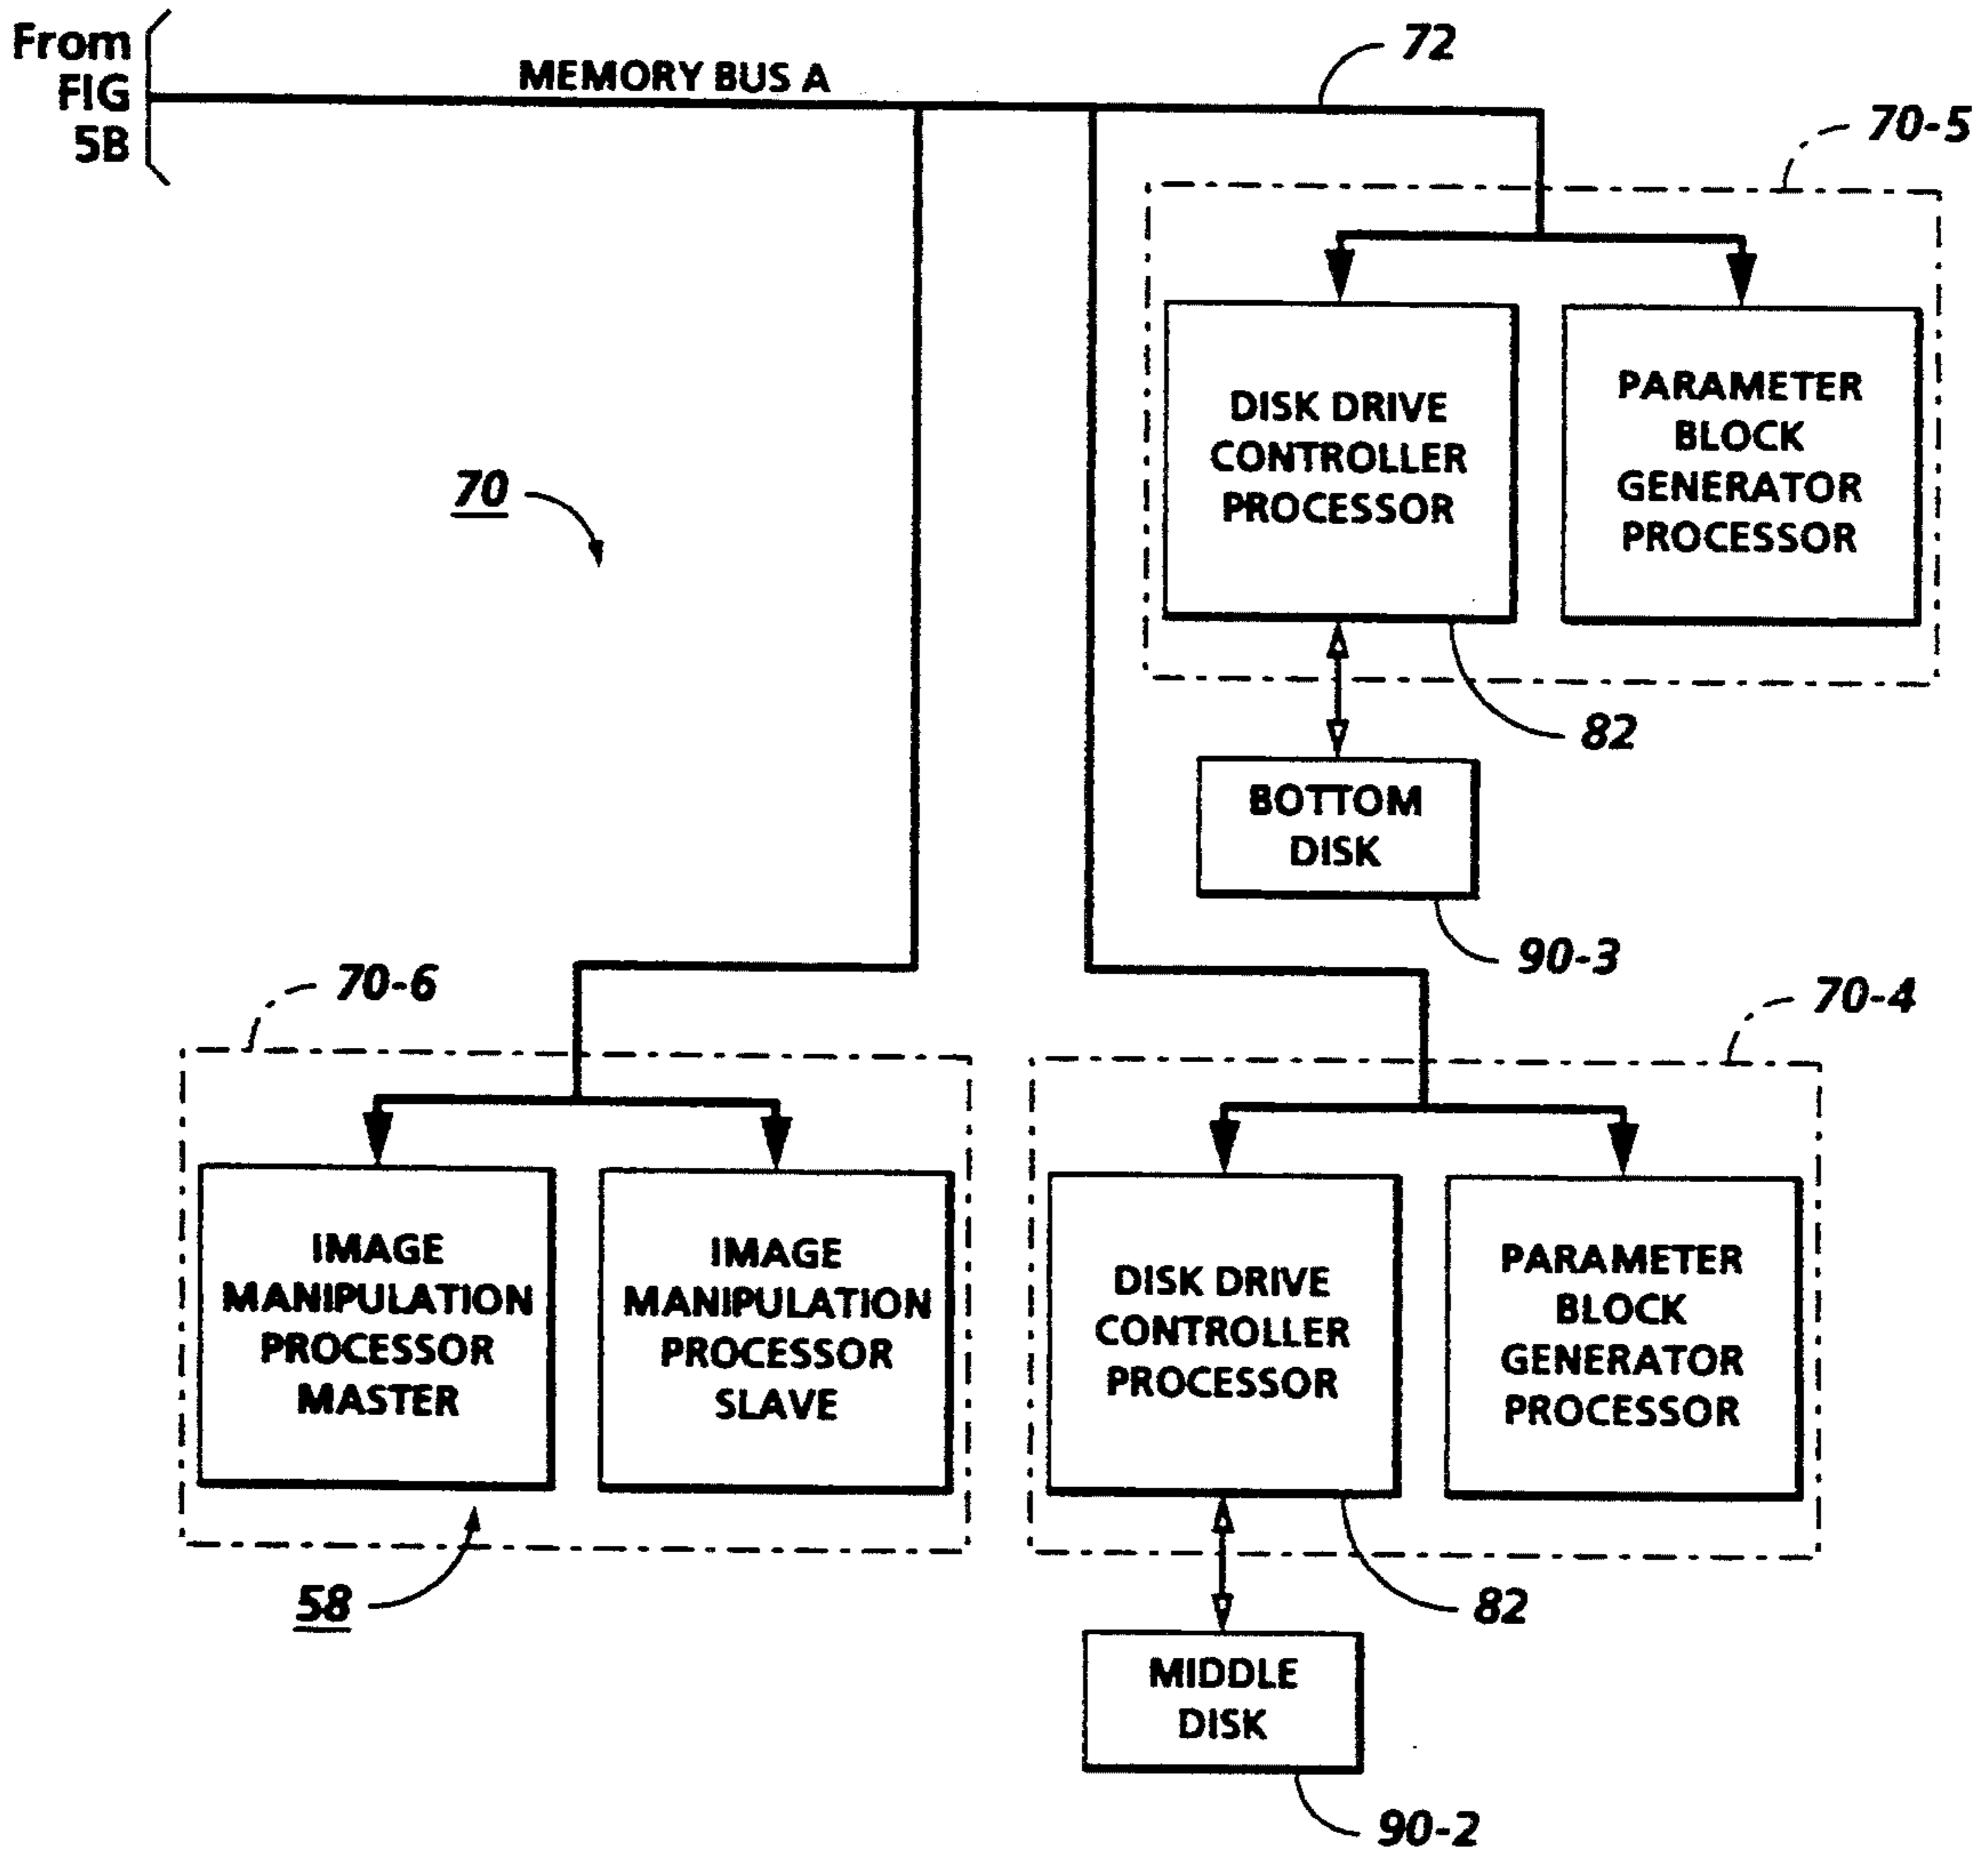 From
FIG
5B
MEMORY BUS A
72
70-5
DISK DRIVE
CONTROLLER
PROCESSOR
PARAMETER
BLOCK
GENERATOR
PROCESSOR
70
82
BOTTOM
DISK
90-3
70-6
70-4
IMAGE
MANIPULATION
PROCESSOR
MASTER
IMAGE
MANIPULATION
PROCESSOR
SLAVE
DISK DRIVE
CONTROLLER
PROCESSOR
PARAMETER
BLOCK
GENERATOR
PROCESSOR
58
82
MIDDLE
DISK
90-2